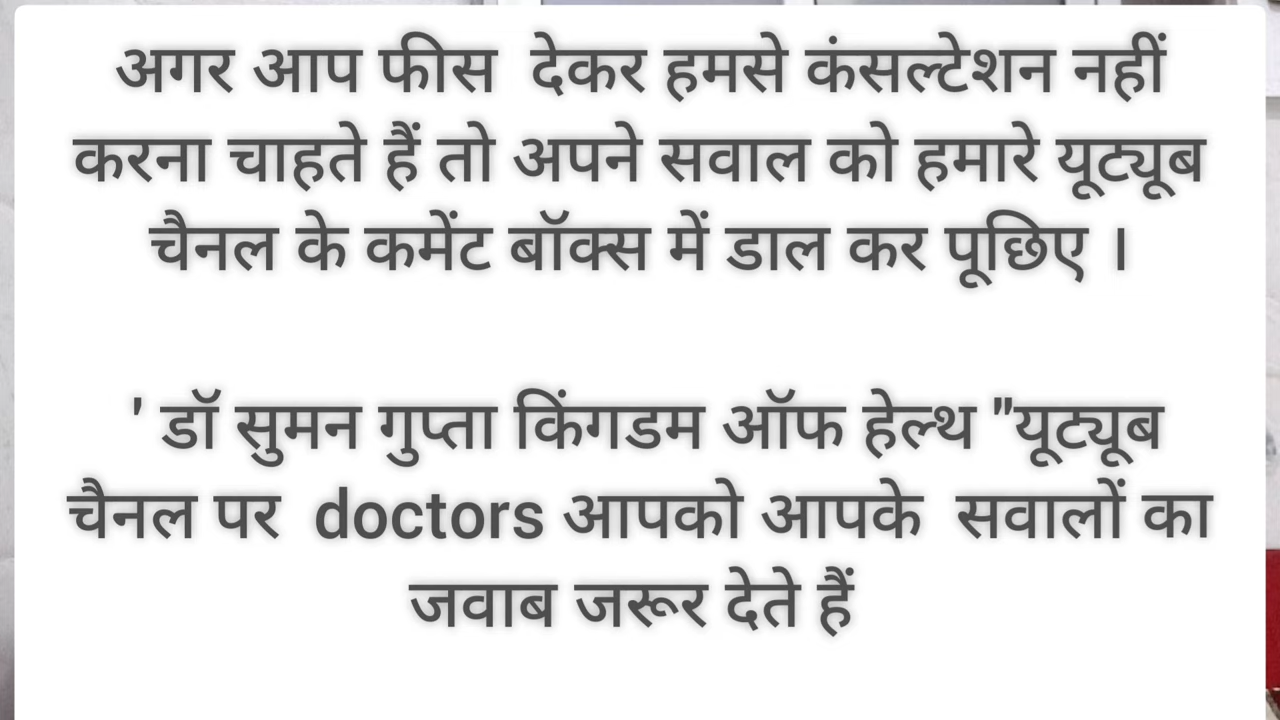 अगर आप फीस देकर हमसे कंसल्टेशन नहीं
करना चाहते हैं तो अपने सवाल को हमारे यूट्यूब
चैनल के कमेंट बॉक्स में डाल कर पूछिए ।
' डॉ सुमन गुप्ता किंगडम ऑफ हेल्थ "यूट्यूब
चैनल पर doctors आपको आपके सवालों का
जवाब जरूर देते हैं